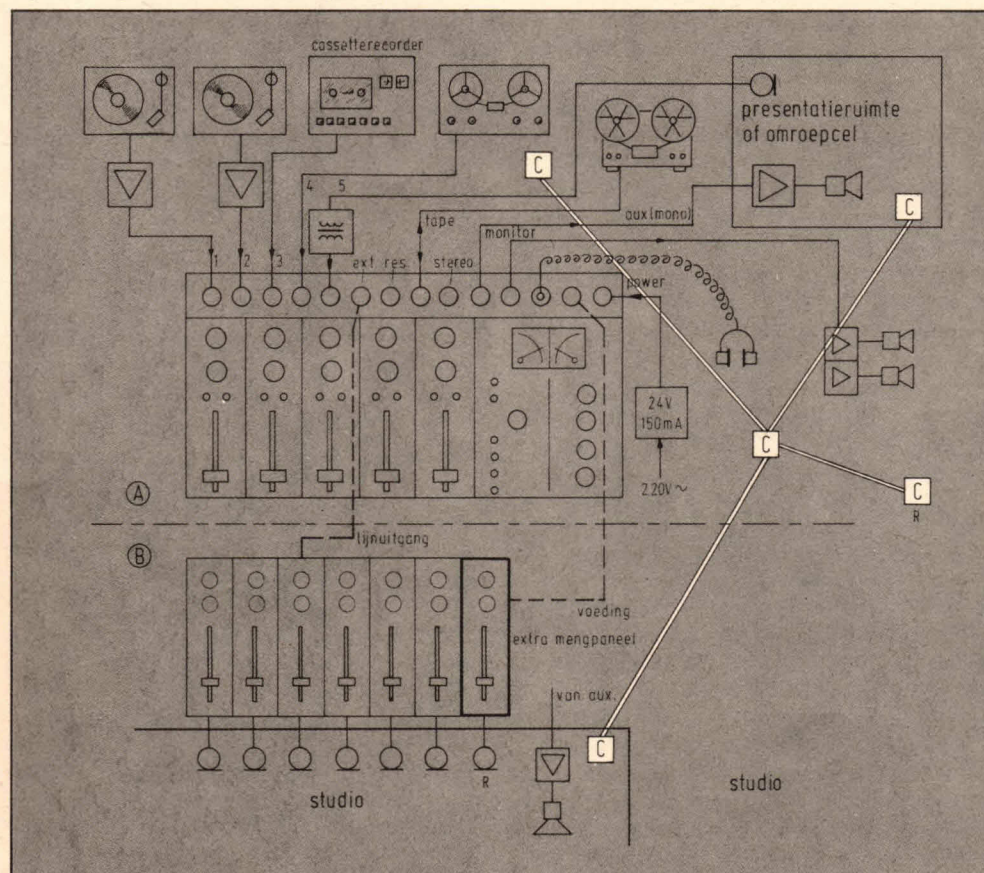 cassetterecorder
presentatieruimte
of omroepcel
C
C
4
5
tape
aux(mono)
monitor
1
2
3
ext. res.
stereo
power
24V
150mA
C
C
R
220V~
A
B
lijnuitgang
voeding
extra mengpaneel
van aux.
C
R
studio
studio